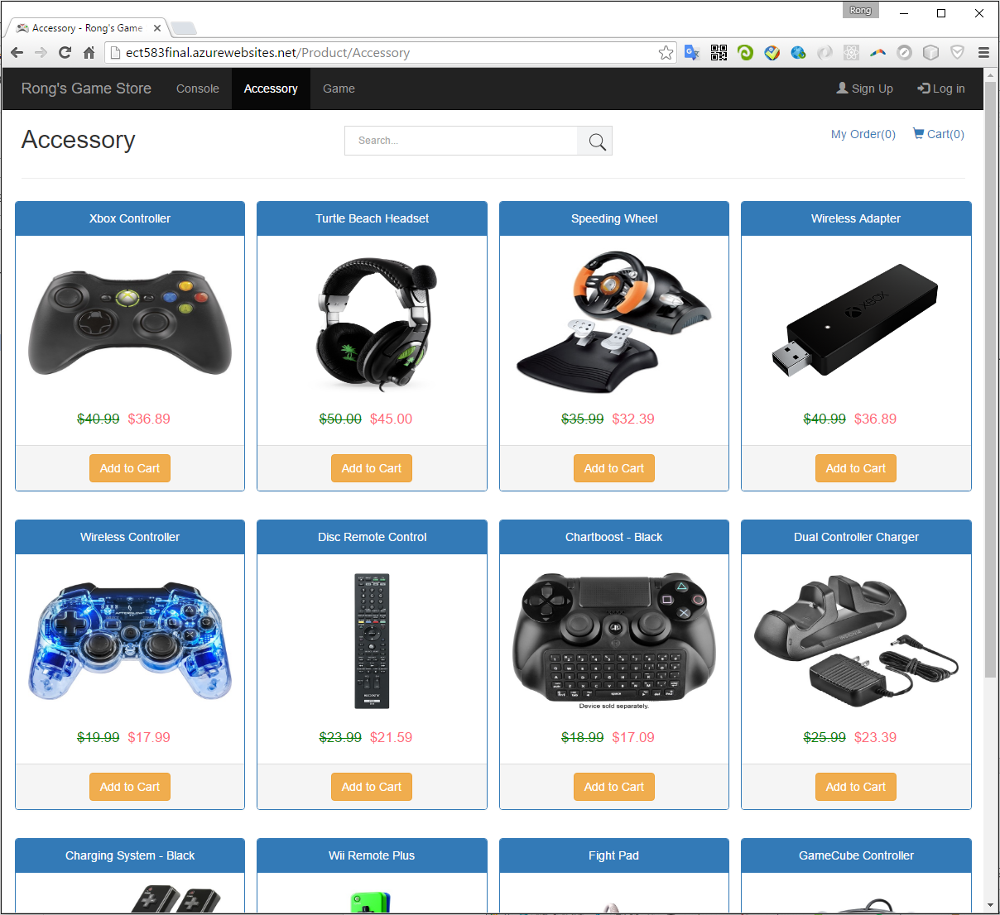 Rong
Accessory - Rong's Game
ect583final.azurewebsites.net/Product/Accessory
Rong's Game Store Console Accessory Game Sign Up Log in
Accessory Search... My Order(0) Cart(0)
Xbox Controller Turtle Beach Headset Speeding Wheel Wireless Adapter
XBOX
$40.99 $36.89 $50.00 $45.00 $35.99 $32.39 $40.99 $36.89
Add to Cart Add to Cart Add to Cart Add to Cart
Wireless Controller Disc Remote Control Chartboost - Black Dual Controller Charger
SONY
Device sold separately.
$19.99 $17.99 $23.99 $21.59 $18.99 $17.09 $25.99 $23.39
Add to Cart Add to Cart Add to Cart Add to Cart
Charging System - Black Wii Remote Plus Fight Pad GameCube Controller